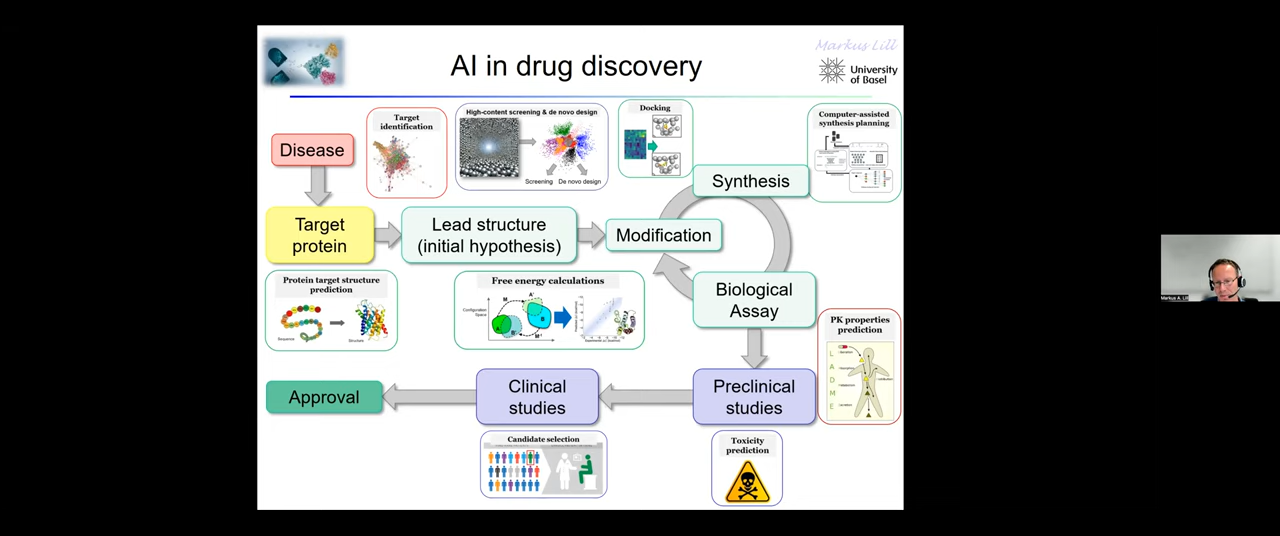 AI in drug discovery
Markus Lill
University
of Basel
Disease
Target
identification
High-content screening & de novo design
Screening
De novo design
Docking
Computer-assisted
synthesis planning
Synthesis
Target
protein
Lead structure
(initial hypothesis)
Modification
Biological
Assay
Protein target structure
prediction
Sequence
Structure
Free energy calculations
Configuration
Space
M
A'
A
B
B'
M-1
PK properties
prediction
L
A
D
M
E
Approval
Clinical
studies
Preclinical
studies
Candidate selection
Toxicity
prediction
Markus A. Lill